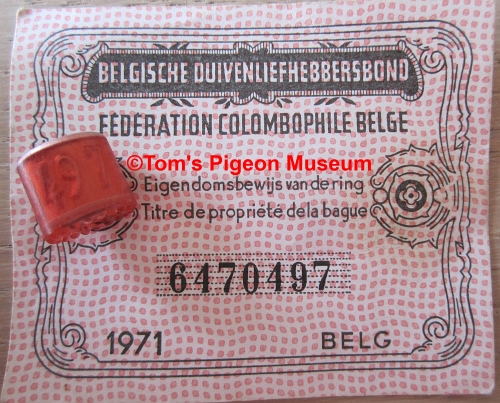 BELGISCHE DUIVENLIEFHEBBERSBOND
FÉDÉRATION COLOMBOPHILE BELGE
©Tom's Pigeon Museum
Eigendomsbewijs van de ring
Titre de propriété de la bague
6470497
1971 BELG